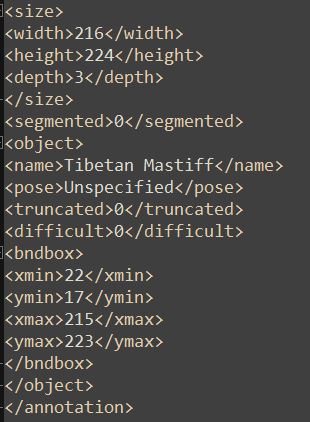 <size>
<width>216</width>
<height>224</height>
<depth>3</depth>
</size>
<segmented>0</segmented>
<object>
<name>Tibetan Mastiff</name>
<pose>Unspecified</pose>
<truncated>0</truncated>
<difficult>0</difficult>
<bndbox>
<xmin>22</xmin>
<ymin>17</ymin>
<xmax>215</xmax>
<ymax>223</ymax>
</bndbox>
</object>
</annotation>